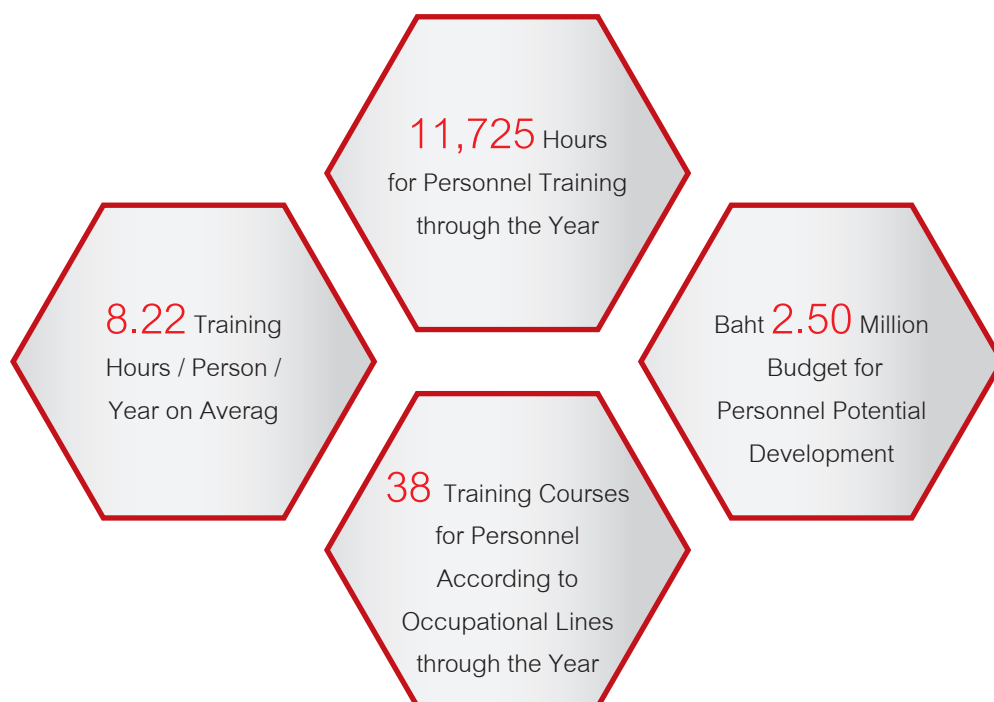 11,725 Hours
for Personnel Training
through the Year
8.22 Training
Hours / Person /
Year on Averag
Baht 2.50 Million
Budget for
Personnel Potential
Development
38 Training Courses
for Personnel
According to
Occupational Lines
through the Year